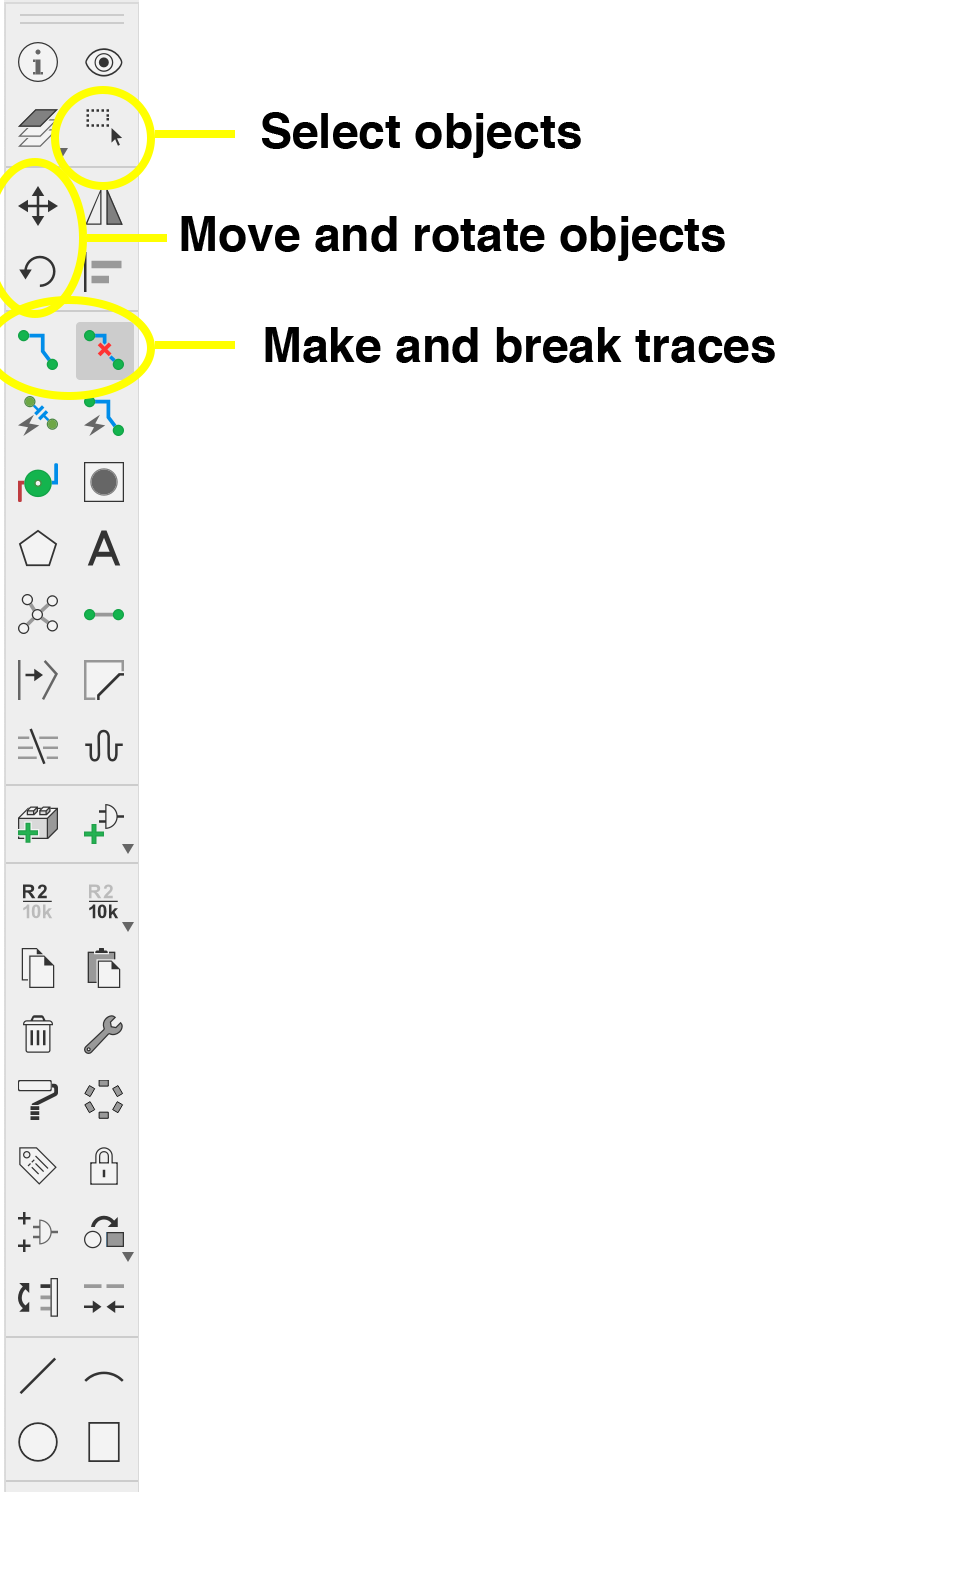 Select objects
Move and rotate objects
Make and break traces
A
R2
10k
R2
10k